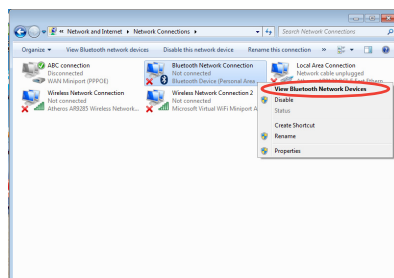 « Network and Internet ▸ Network Connections ▸
Search Network Connections
Organize ▾ View Bluetooth network devices Disable this network device Rename this connection »
ABC connection
Disconnected
WAN Miniport (PPPOE)
Bluetooth Network Connection
Not connected
Bluetooth Device (Personal Area ...
Local Area Connection
Network cable unplugged
Wireless Network Connection
Not connected
Atheros AR9285 Wireless Network...
Wireless Network Connection 2
Not connected
Microsoft Virtual WiFi Miniport A
View Bluetooth Network Devices
Disable
Status
Create Shortcut
Rename
Properties